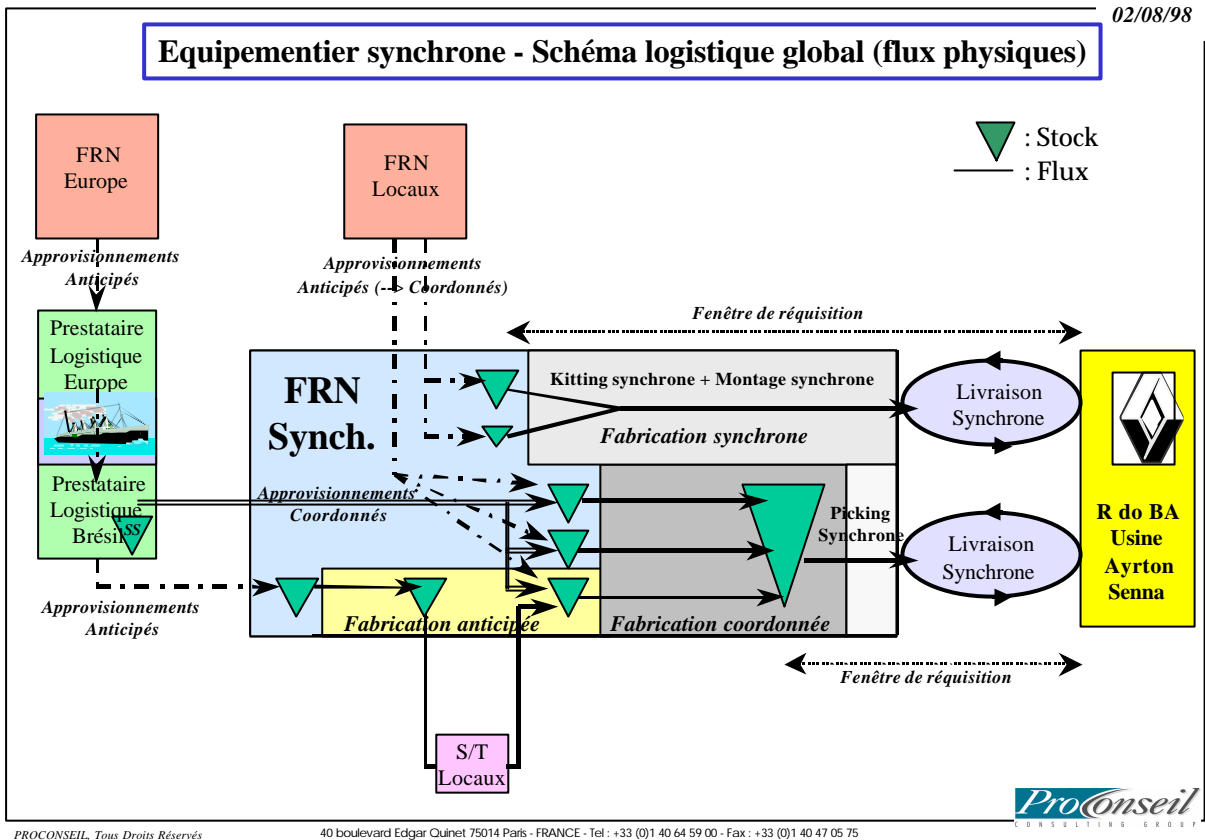 02/08/98
Equipementier synchrone - Schéma logistique global (flux physiques)
FRN
Europe
FRN
Locaux
: Stock
: Flux
Approvisionnements
Anticipés
Approvisionnements
Anticipés (--> Coordonnés)
Fenêtre de réquisition
Prestataire
Logistique
Europe
FRN
Synch.
Kitting synchrone + Montage synchrone
Fabrication synchrone
Livraison
Synchrone
Prestataire
Logistique
Brésil
SS
Approvisionnements
Coordonnés
Picking
Synchrone
Livraison
Synchrone
R do BA
Usine
Ayrton
Senna
Approvisionnements
Anticipés
Fabrication anticipée
Fabrication coordonnée
Fenêtre de réquisition
S/T
Locaux
ProConseil
CONSULTING GROUP
PROCONSEIL, Tous Droits Réservés
40 boulevard Edgar Quinet 75014 Paris - FRANCE - Tel : +33 (0)1 40 64 59 00 - Fax : +33 (0)1 40 47 05 75